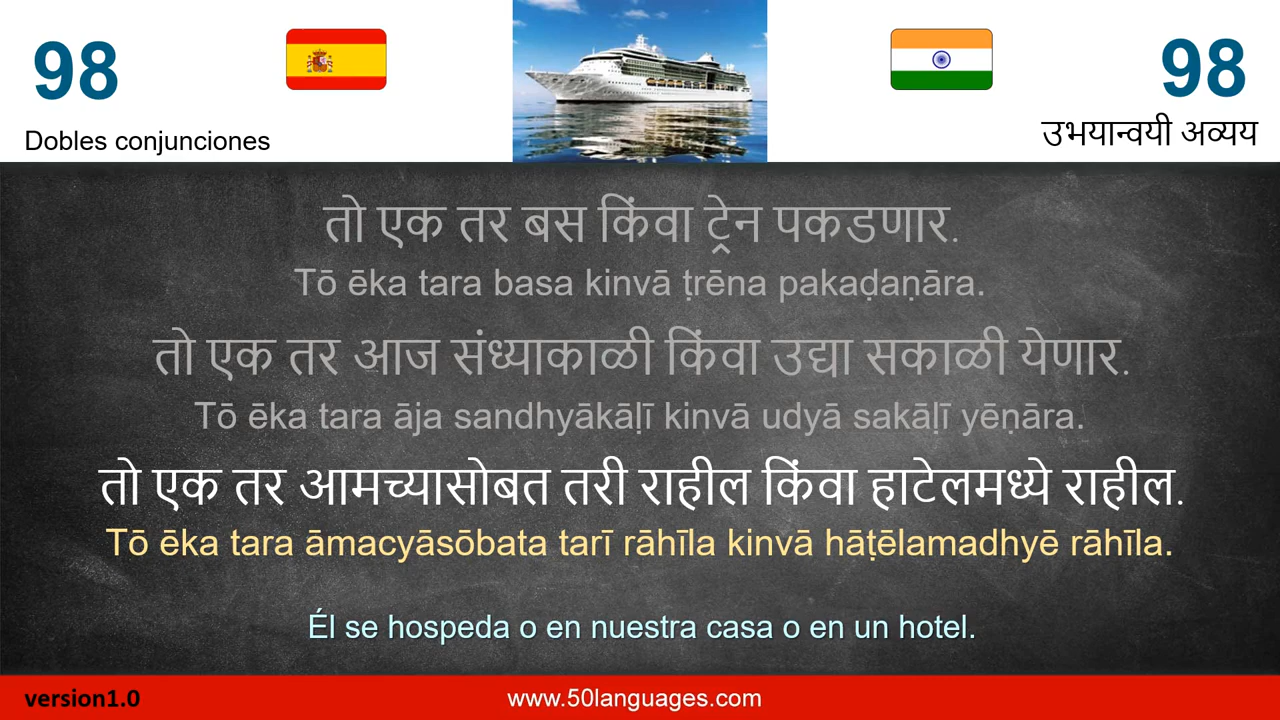 98
98
Dobles conjunciones
उभयान्वयी अव्यय
तो एक तर बस किंवा ट्रेन पकडणार.
Tō ēka tara basa kinvā ṭrēna pakaḍaṇāra.
तो एक तर आज संध्याकाळी किंवा उद्या सकाळी येणार.
Tō ēka tara āja sandhyākāḷī kinvā udyā sakāḷī yēṇāra.
तो एक तर आमच्यासोबत तरी राहील किंवा हाटेलमध्ये राहील.
Tō ēka tara āmacyāsōbata tarī rāhīla kinvā hāṭēlamadhyē rāhīla.
Él se hospeda o en nuestra casa o en un hotel.
version1.0
www.50languages.com